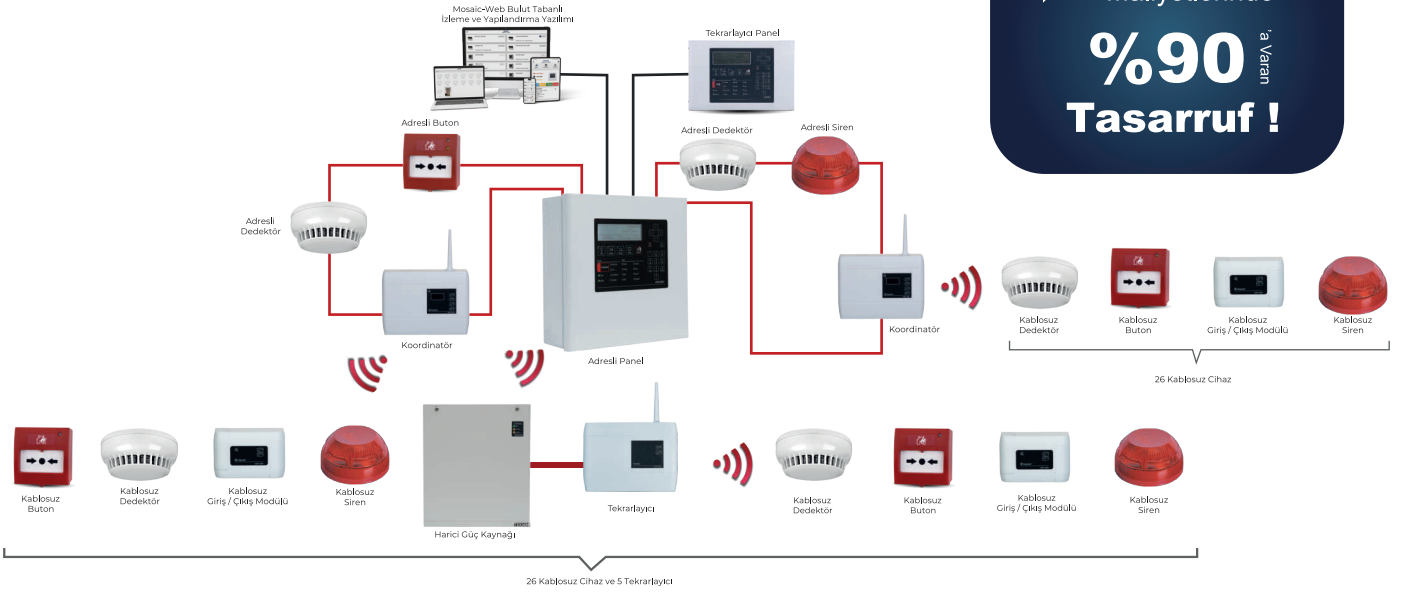 Mosaic-Web Bulut Tabanlı
İzleme ve Yapılandırma Yazılımı
Tekrarlayıcı Panel
%90
'a Varan
Tasarruf !
Adresli Buton
Adresli Dedektör
Adresli Siren
Adresli
Dedektör
Koordinatör
Adresli Panel
Koordinatör
Kablosuz
Dedektör
Kablosuz
Buton
Kablosuz
Giriş / Çıkış Modülü
Kablosuz
Siren
26 Kablosuz Cihaz
Kablosuz
Buton
Kablosuz
Dedektör
Kablosuz
Giriş / Çıkış Modülü
Kablosuz
Siren
Harici Güç Kaynağı
Tekrarlayıcı
Kablosuz
Dedektör
Kablosuz
Buton
Kablosuz
Giriş / Çıkış Modülü
Kablosuz
Siren
26 Kablosuz Cihaz ve 5 Tekrarlayıcı